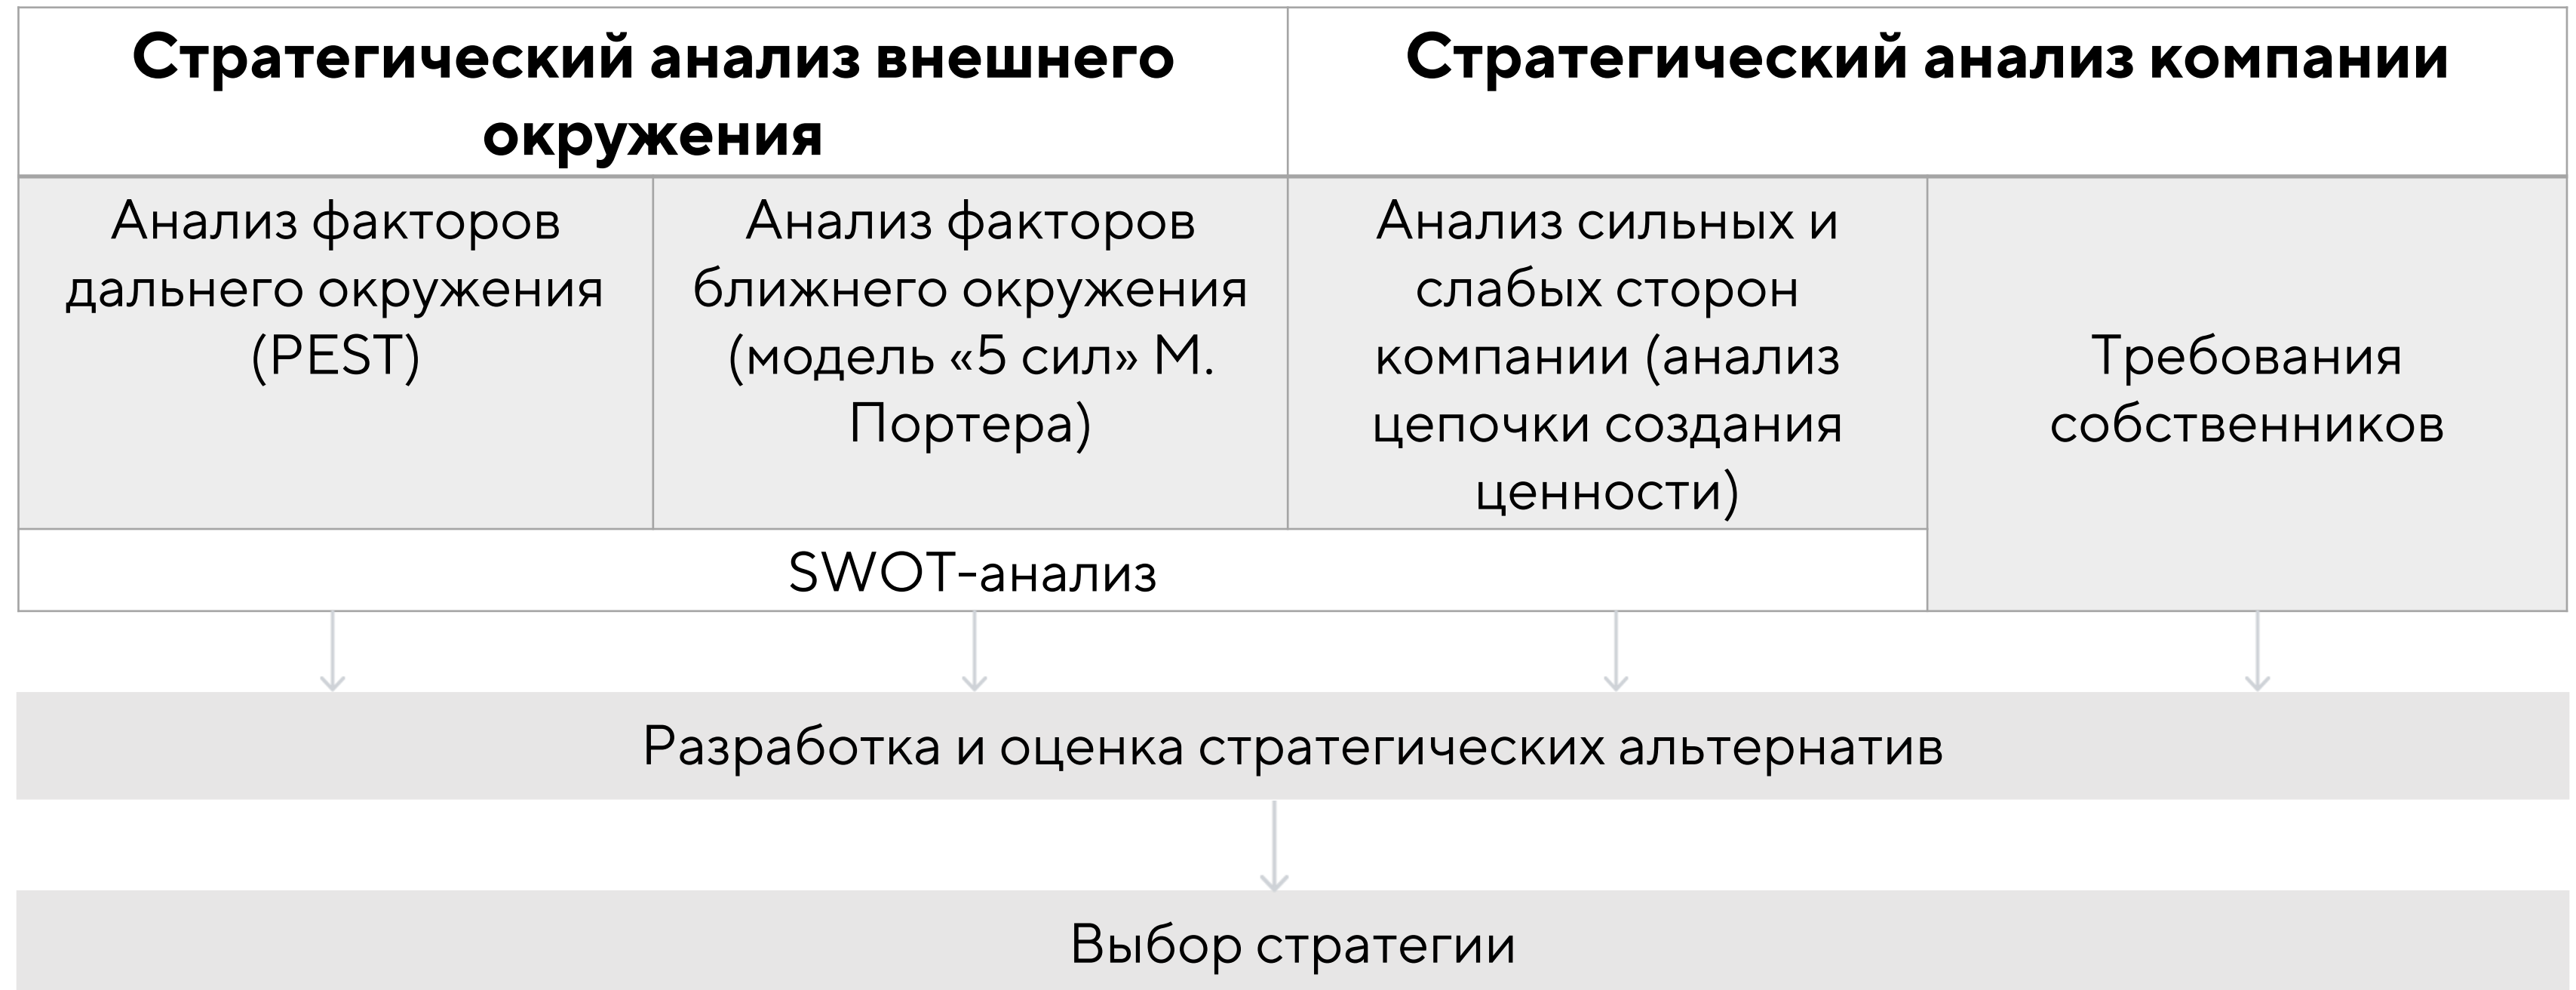 Стратегический анализ внешнего
окружения
Стратегический анализ компании
Анализ факторов
дальнего окружения
(PEST)
Анализ факторов
ближнего окружения
(модель «5 сил» М.
Портера)
Анализ сильных и
слабых сторон
компании (анализ
цепочки создания
ценности)
Требования
собственников
SWOT-анализ
Разработка и оценка стратегических альтернатив
Выбор стратегии